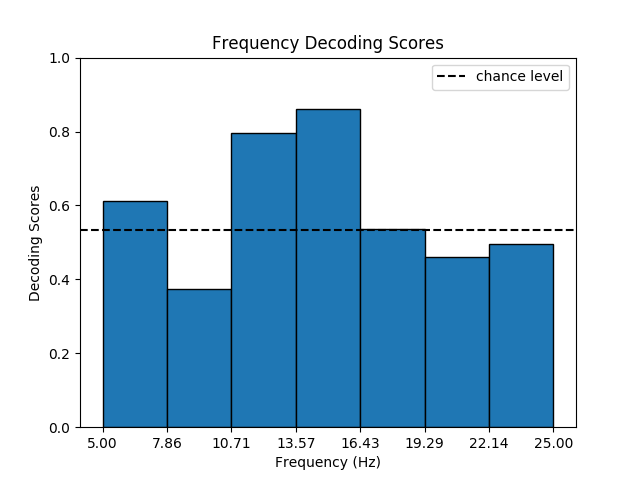 Frequency Decoding Scores
chance level
Decoding Scores
1.0
0.8
0.6
0.4
0.2
0.0
5.00 7.86 10.71 13.57 16.43 19.29 22.14 25.00
Frequency (Hz)